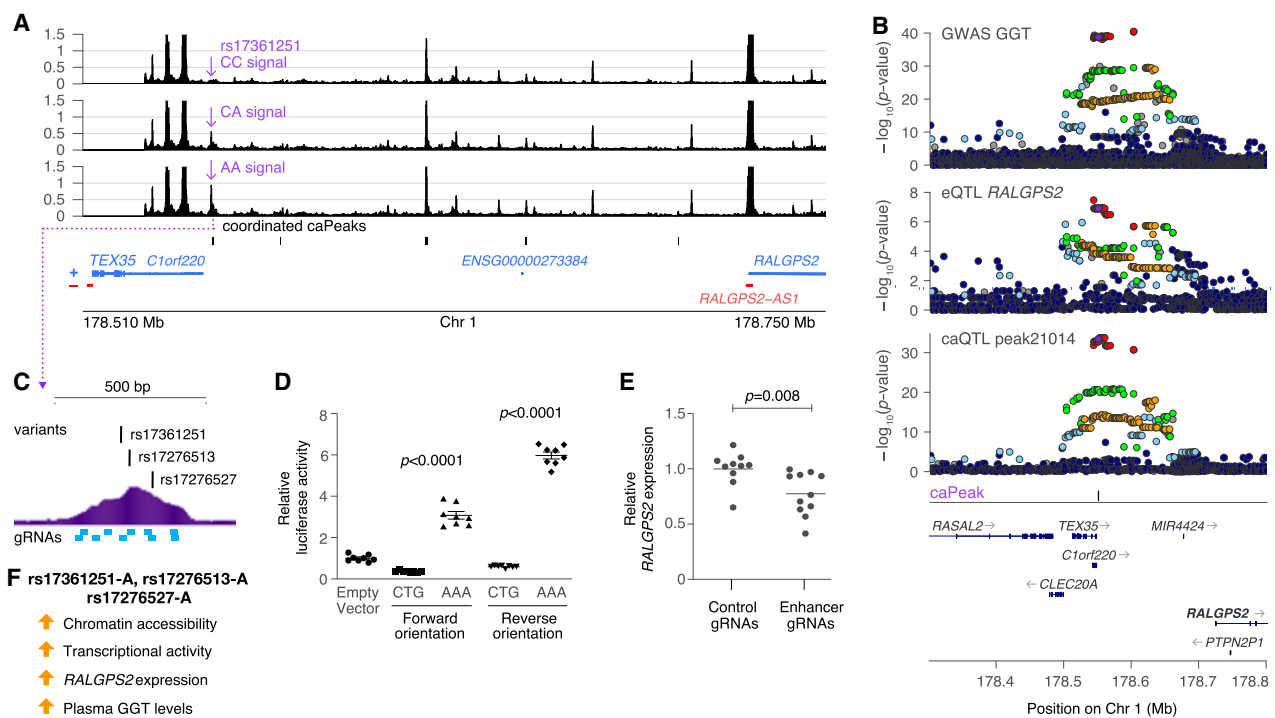 A
1.5
1
0.5
0
rs17361251
CC signal
1.5
1
0.5
0
CA signal
1.5
1
0.5
0
AA signal
coordinated caPeaks
TEX35 C1orf220 ENSG00000273384 RALGPS2
+
−
RALGPS2−AS1
178.510 Mb Chr 1 178.750 Mb
B
GWAS GGT
−log10(p−value)
40
30
20
10
0
eQTL RALGPS2
−log10(p−value)
8
6
4
2
0
caQTL peak21014
−log10(p−value)
30
20
10
0
caPeak
RASAL2→ TEX35→ MIR4424→
C1orf220→
←CLEC20A
RALGPS2→
←PTPN2P1
178.4 178.5 178.6 178.7 178.8
Position on Chr 1 (Mb)
C
500 bp
variants
rs17361251
rs17276513
rs17276527
gRNAs
D
Relative
luciferase activity
8
6
4
2
0
p<0.0001
p<0.0001
Empty
Vector
CTG AAA CTG AAA
Forward
orientation
Reverse
orientation
E
Relative
RALGPS2 expression
1.5
1.0
0.5
0
p=0.008
Control
gRNAs
Enhancer
gRNAs
F
rs17361251-A, rs17276513-A
rs17276527-A
Chromatin accessibility
Transcriptional activity
RALGPS2 expression
Plasma GGT levels